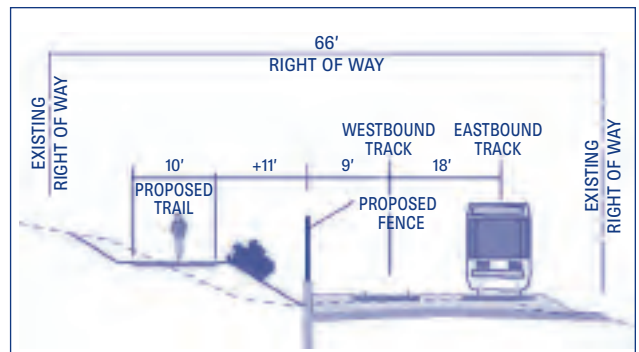 66'
RIGHT OF WAY
EXISTING
RIGHT OF WAY
WESTBOUND
TRACK
EASTBOUND
TRACK
10'
+11'
9'
18'
PROPOSED
TRAIL
PROPOSED
FENCE
EXISTING
RIGHT OF WAY